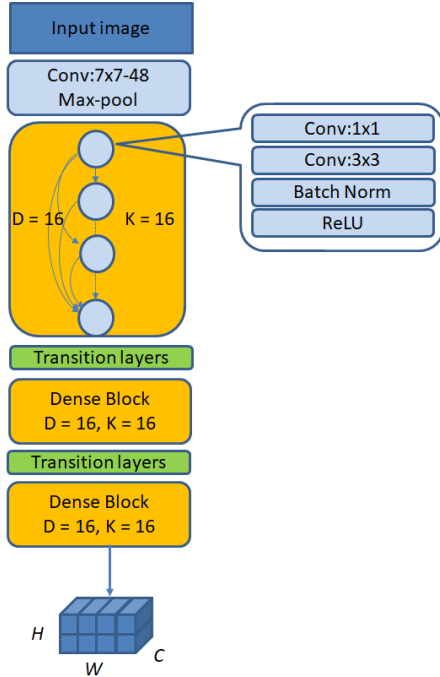 Input image
Conv:7x7-48
Max-pool
Conv:1x1
Conv:3x3
Batch Norm
ReLU
D = 16
K = 16
Transition layers
Dense Block
D = 16, K = 16
Transition layers
Dense Block
D = 16, K = 16
H
W
C